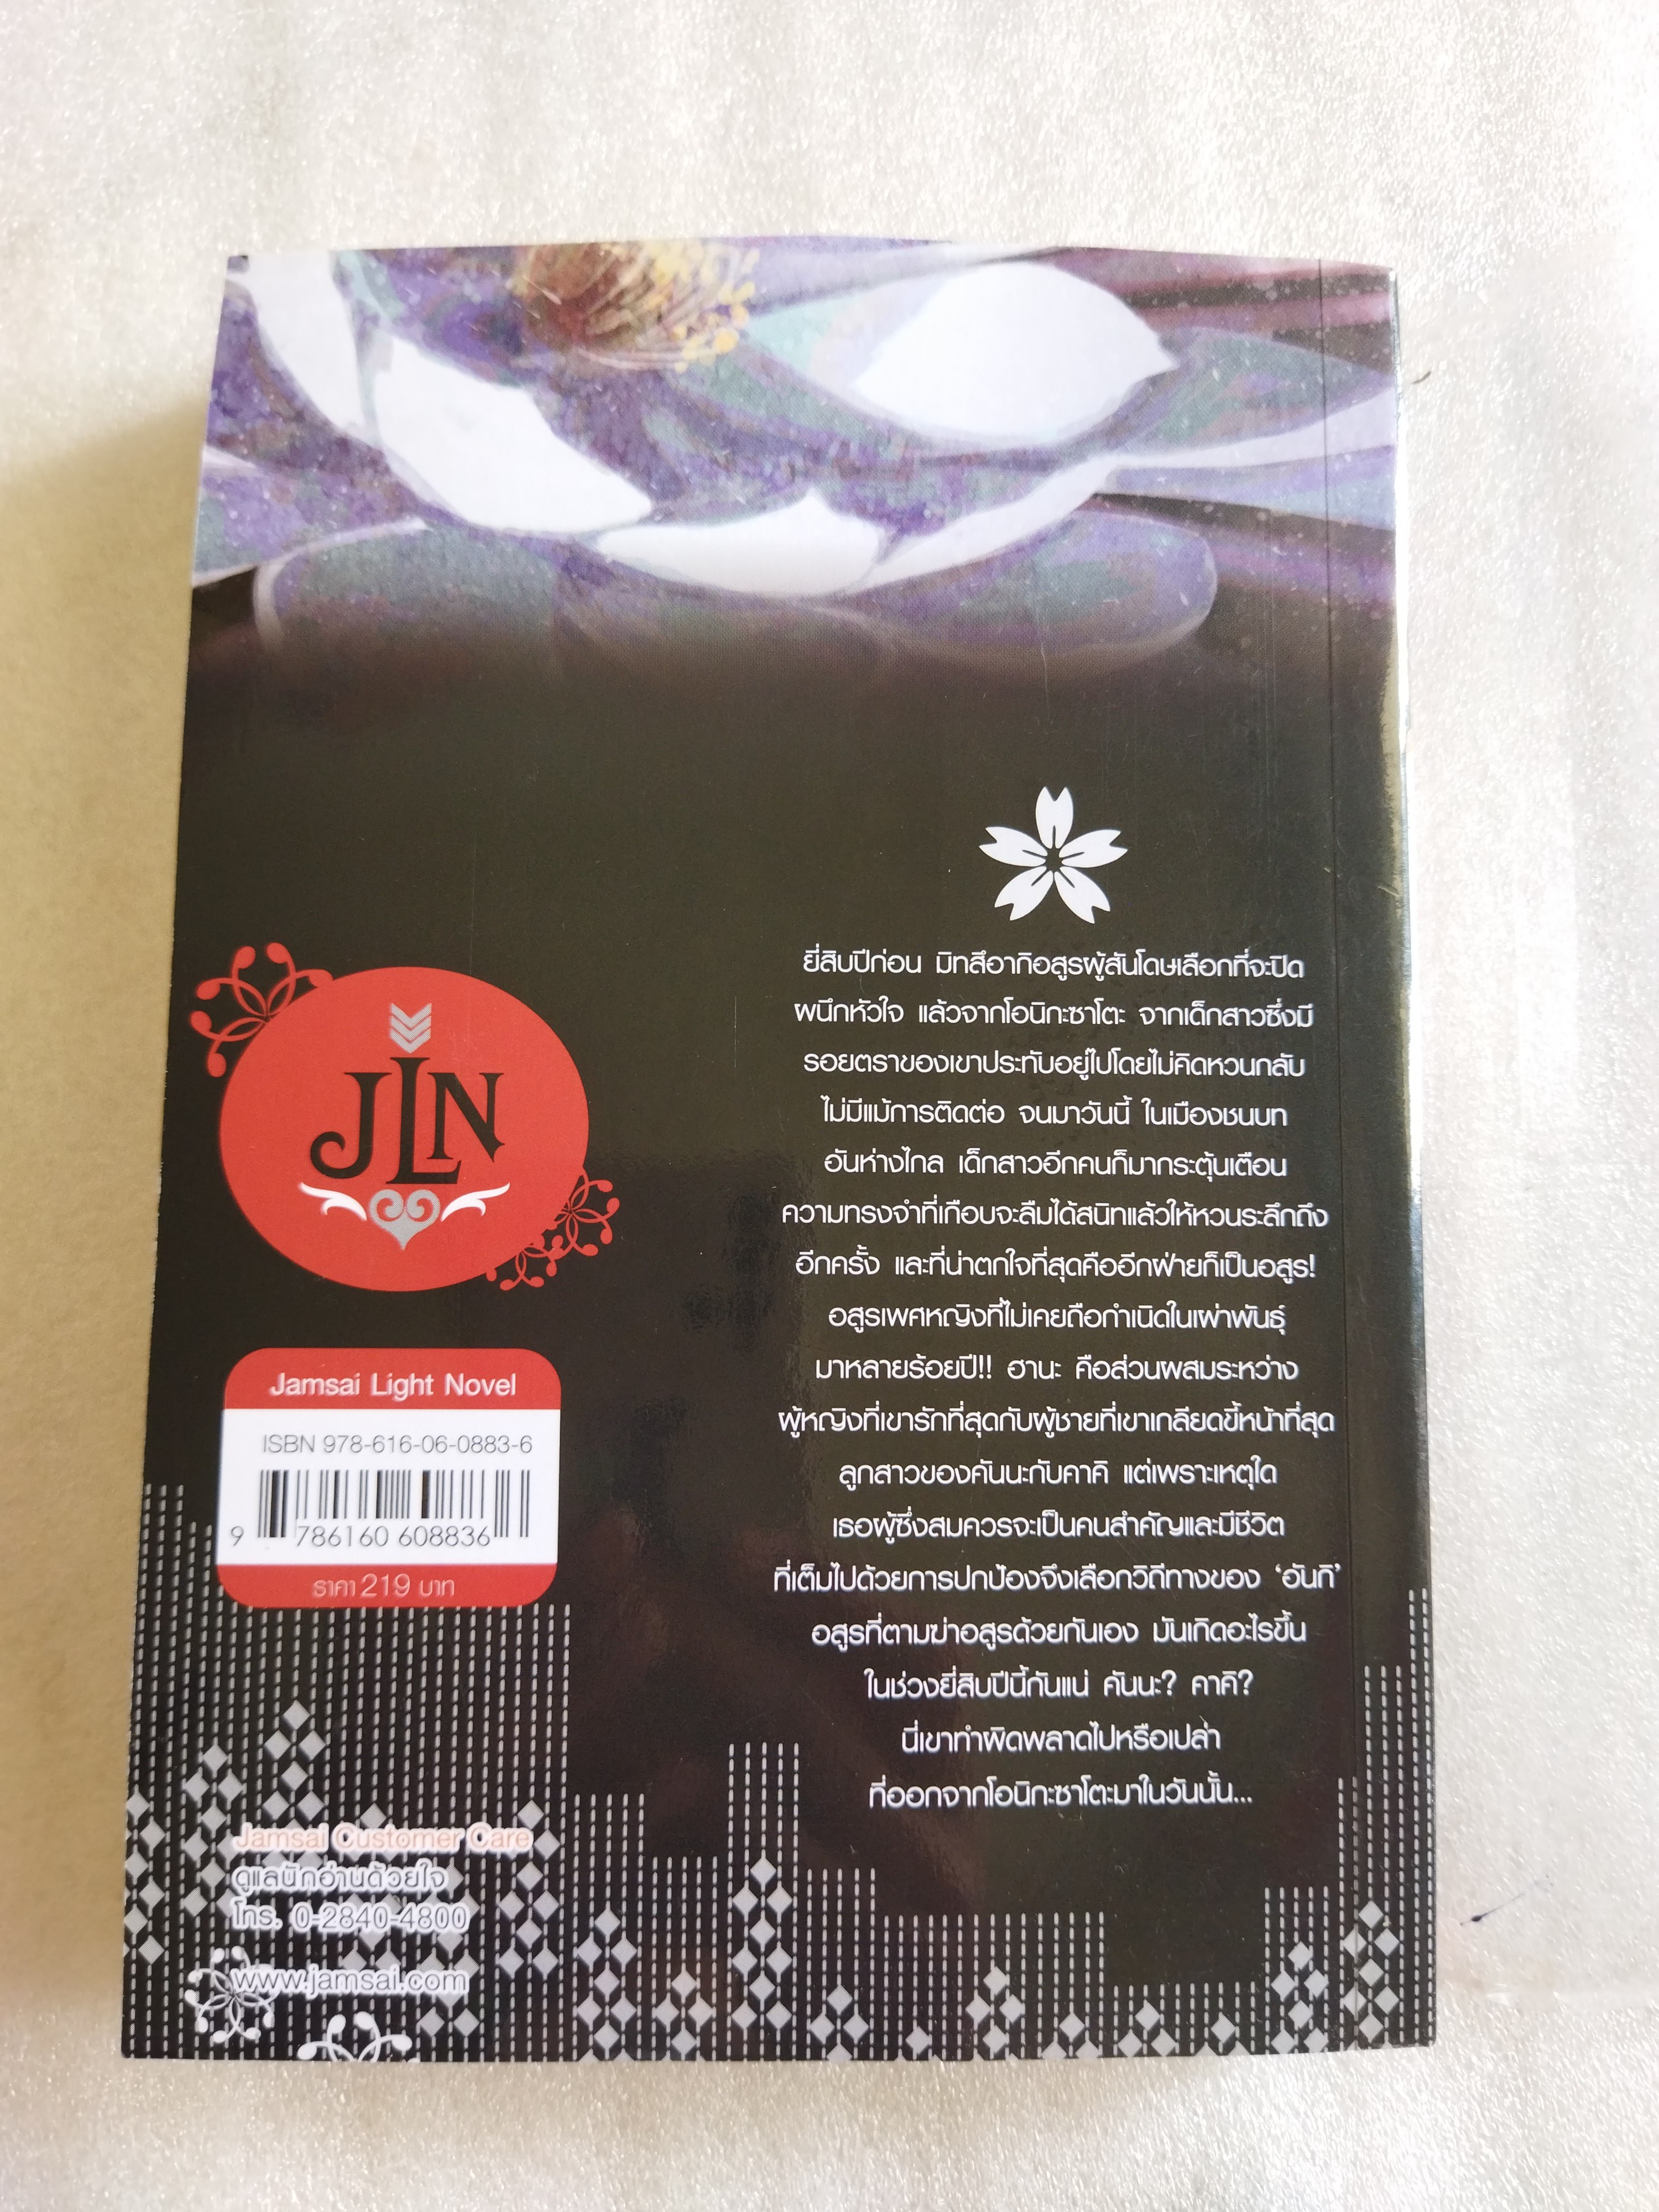 ยี่สิบปีก่อน มิทสึอากิอสูรผู้สันโดษเลือกที่จะปิด
ผนึกหัวใจ แล้วจากโอนิกะซาโตะ จากเด็กสาวซึ่งมี
รอยตราของเขาประทับอยู่ไปโดยไม่คิดหวนกลับ
ไม่มีแม้การติดต่อ จนมาวันนี้ ในเมืองชนบท
อันห่างไกล เด็กสาวอีกคนก็มากระตุ้นเตือน
ความทรงจำที่เกือบจะลืมได้สนิทแล้วให้หวนระลึกถึง
อีกครั้ง และที่น่าตกใจที่สุดคืออีกฝ่ายก็เป็นอสูร!
อสูรเพศหญิงที่ไม่เคยถือกำเนิดในเผ่าพันธุ์
มาหลายร้อยปี!! ฮานะ คือส่วนผสมระหว่าง
ผู้หญิงที่เขารักที่สุดกับผู้ชายที่เขาเกลียดขี้หน้าที่สุด
ลูกสาวของคันนะกับคาคิ แต่เพราะเหตุใด
เธอผู้ซึ่งสมควรจะเป็นคนสำคัญและมีชีวิต
ที่เต็มไปด้วยการปกป้องจึงเลือกวิถีทางของ 'อันกิ'
อสูรที่ตามฆ่าอสูรด้วยกันเอง มันเกิดอะไรขึ้น
ในช่วงยี่สิบปีนี้กันแน่ คันนะ? คาคิ?
นี่เขาทำผิดพลาดไปหรือเปล่า
ที่ออกจากโอนิกะซาโตะมาในวันนั้น...
JLN
Jamsai Light Novel
ISBN 978-616-06-0883-6
9 786160 608836
ราคา 219 บาท
Jamsai Customer Care
ดูแลนักอ่านด้วยใจ
โทร. 0-2840-4800
www.jamsai.com